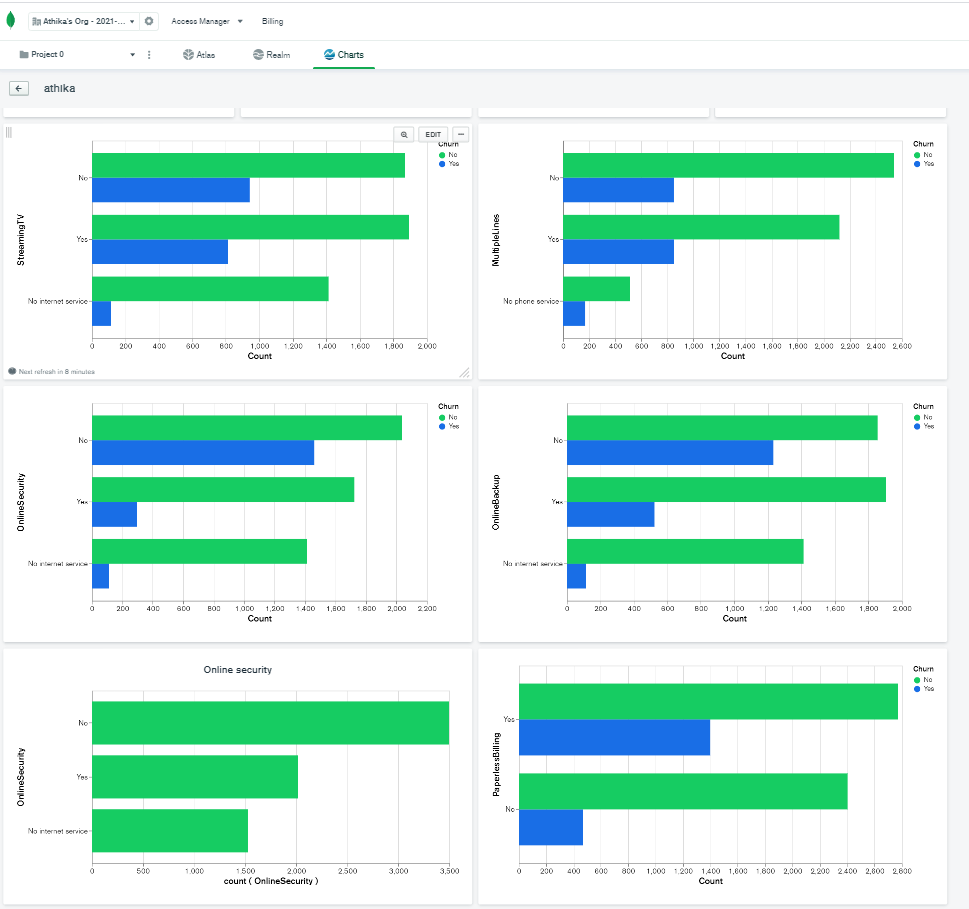 Athika's Org - 2021-... Access Manager Billing
Project 0 Atlas Realm Charts
athika
EDIT
Churn
No
Yes
StreamingTV
No
Yes
No internet service
0 200 400 600 800 1,000 1,200 1,400 1,600 1,800 2,000
Count
Next refresh in 8 minutes
Churn
No
Yes
MultipleLines
No
Yes
No phone service
0 200 400 600 800 1,000 1,200 1,400 1,600 1,800 2,000 2,200 2,400 2,600
Count
Churn
No
Yes
OnlineSecurity
No
Yes
No internet service
0 200 400 600 800 1,000 1,200 1,400 1,600 1,800 2,000 2,200
Count
Churn
No
Yes
OnlineBackup
No
Yes
No internet service
0 200 400 600 800 1,000 1,200 1,400 1,600 1,800 2,000
Count
Online security
OnlineSecurity
No
Yes
No internet service
0 500 1,000 1,500 2,000 2,500 3,000 3,500
count ( OnlineSecurity )
Churn
No
Yes
PaperlessBilling
Yes
No
0 200 400 600 800 1,000 1,200 1,400 1,600 1,800 2,000 2,200 2,400 2,600 2,800
Count